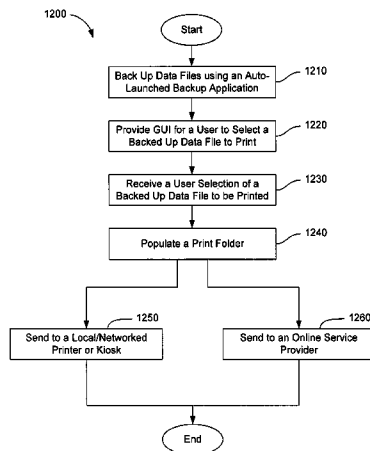 1200
Start
Back Up Data Files using an Auto-
Launched Backup Application
1210
Provide GUI for a User to Select a
Backed Up Data File to Print
1220
Receive a User Selection of a
Backed Up Data File to be Printed
1230
Populate a Print Folder
1240
1250
Send to a Local/Networked
Printer or Kiosk
1260
Send to an Online Service
Provider
End